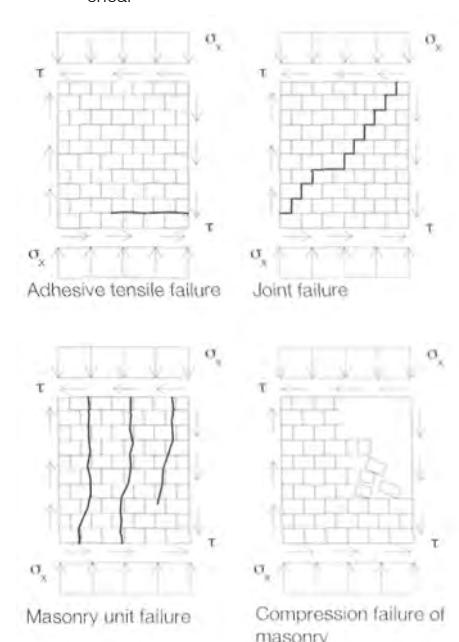 shear
σx
τ
τ
σx
Adhesive tensile failure
σx
τ
τ
σx
Joint failure
σx
τ
τ
σx
Masonry unit failure
σx
τ
τ
σx
Compression failure of
masonry